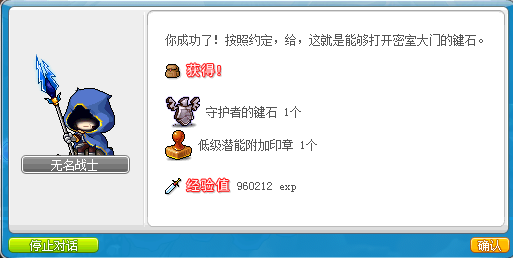 你成功了！按照约定，给，这就是能够打开密室大门的键石。
获得！
守护者的键石 1个
低级潜能附加印章 1个
经验值 960212 exp
无名战士
停止对话
确认